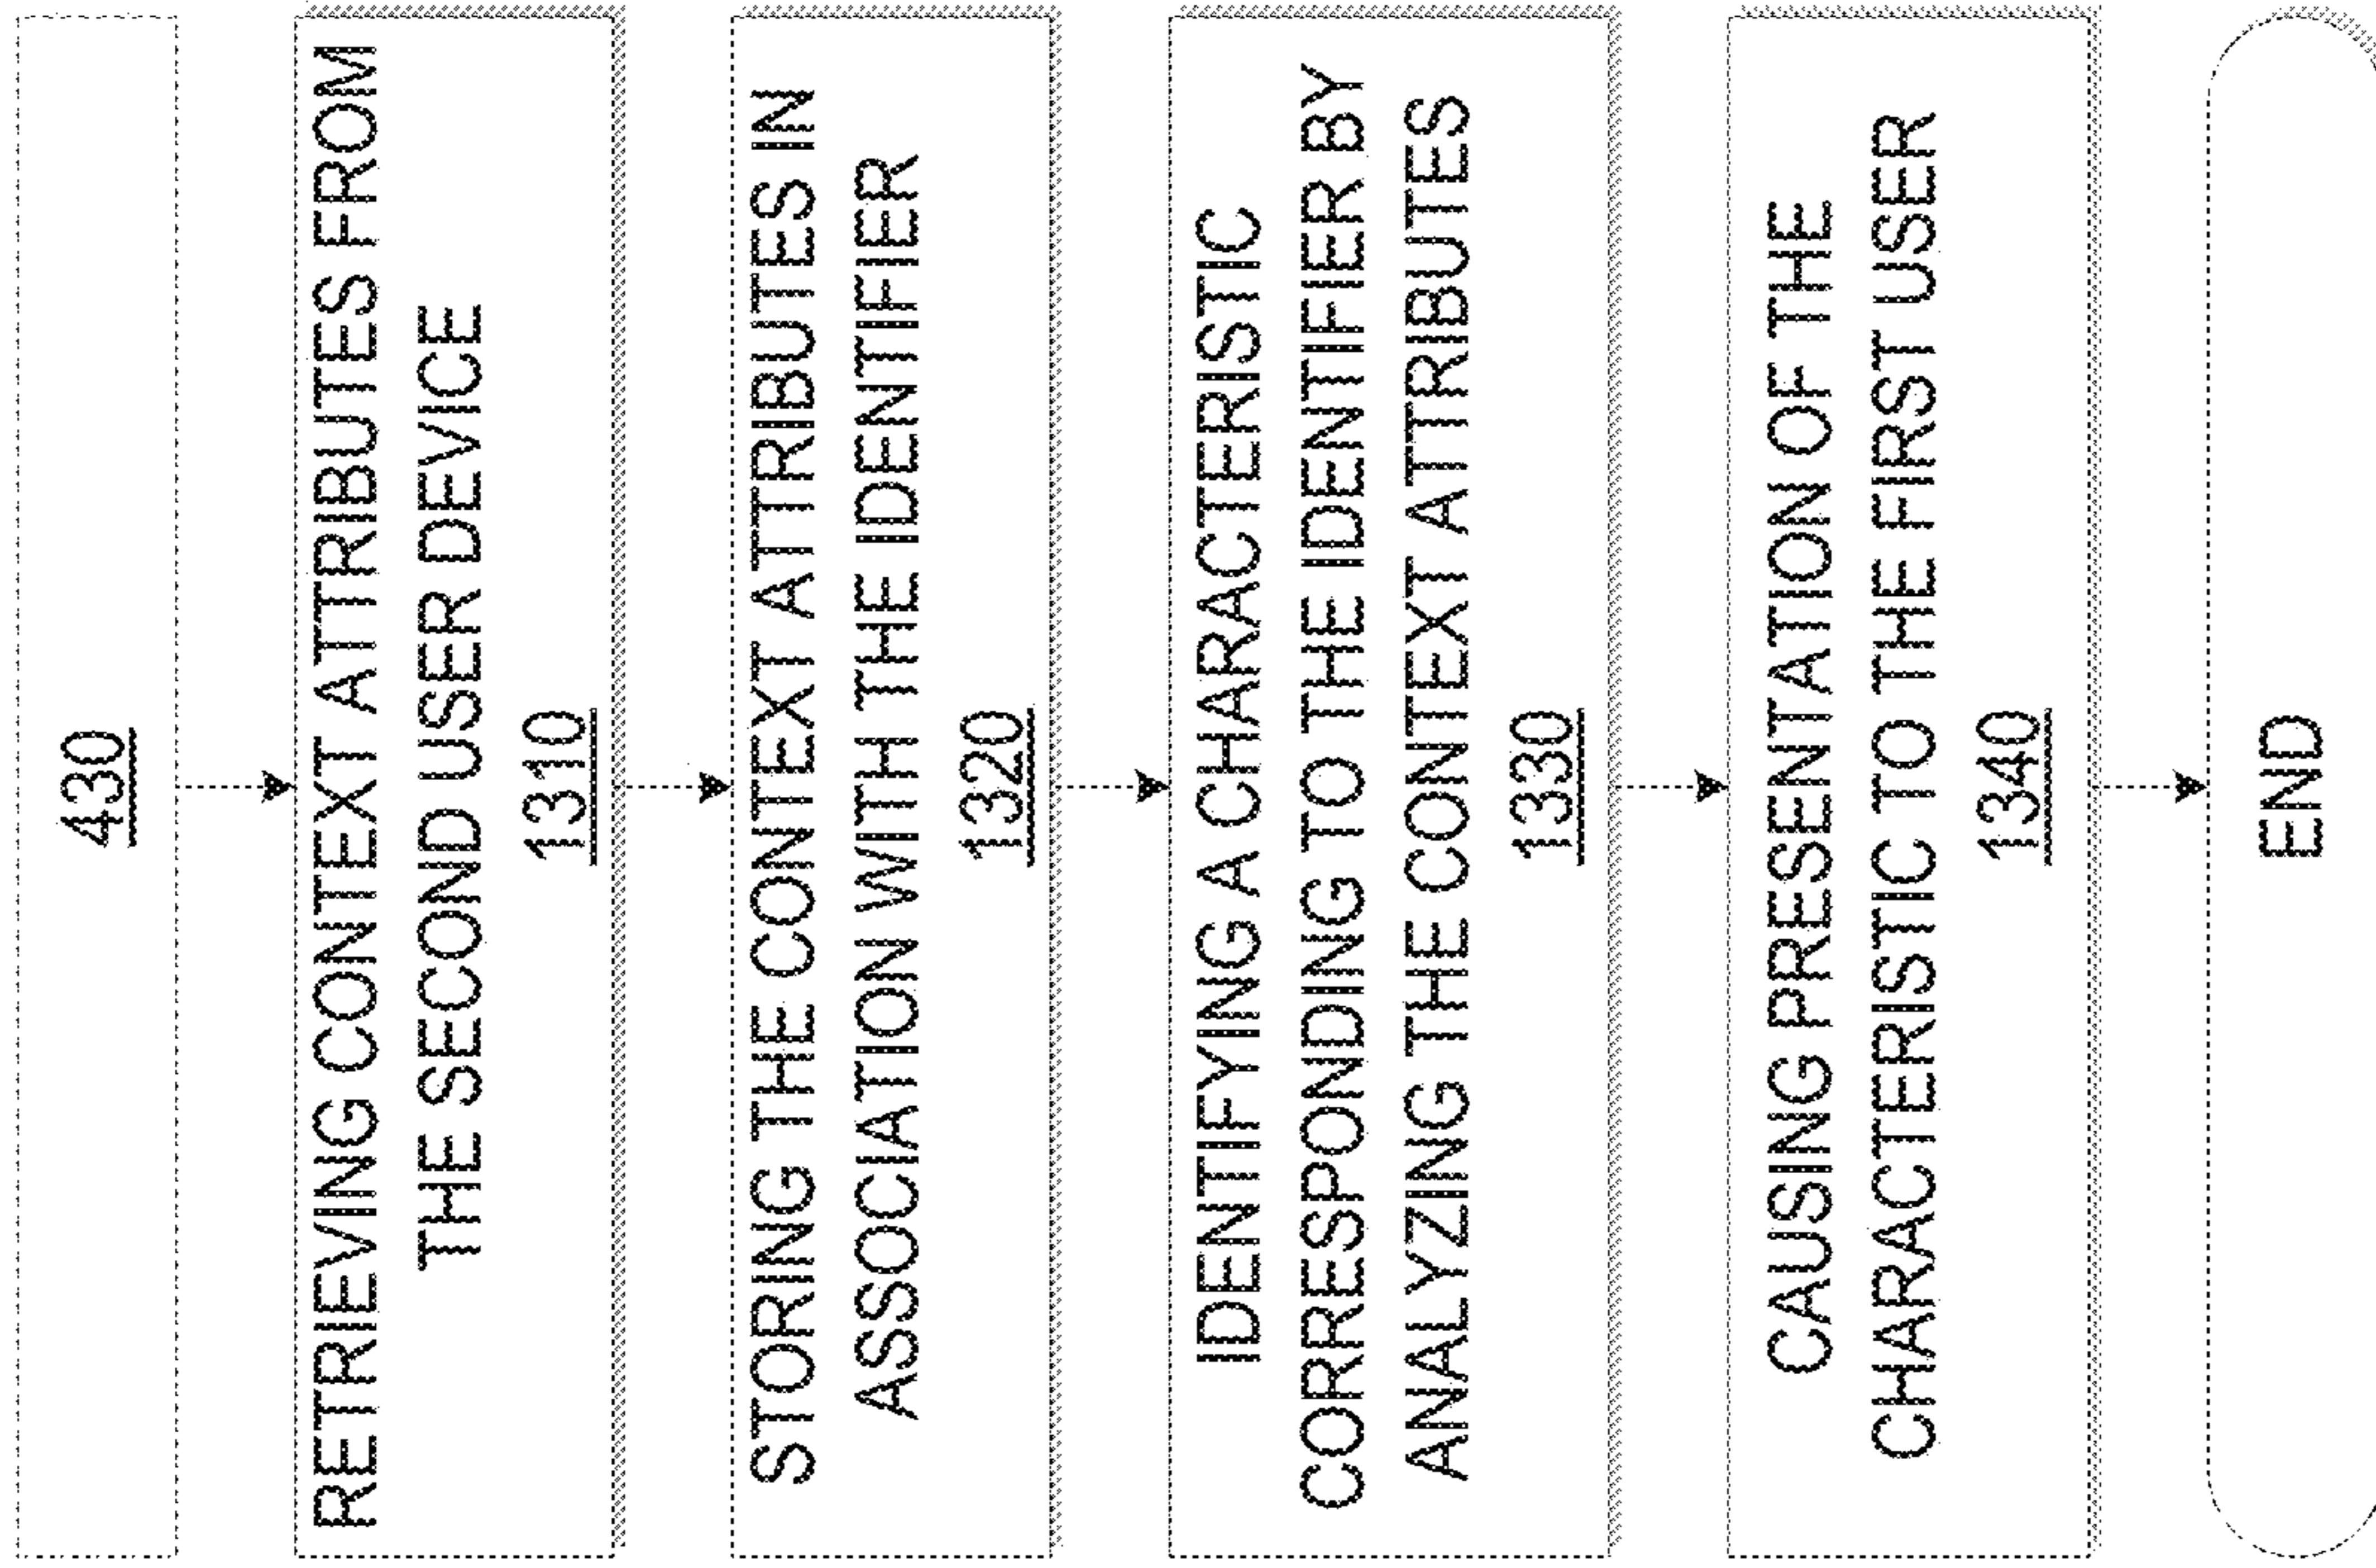 430
RETRIEVING CONTEXT ATTRIBUTES FROM
THE SECOND USER DEVICE
1310
STORING THE CONTEXT ATTRIBUTES IN
ASSOCIATION WITH THE IDENTIFIER
1320
IDENTIFYING A CHARACTERISTIC
CORRESPONDING TO THE IDENTIFIER BY
ANALYZING THE CONTEXT ATTRIBUTES
1330
CAUSING PRESENTATION OF THE
CHARACTERISTIC TO THE FIRST USER
1340
END